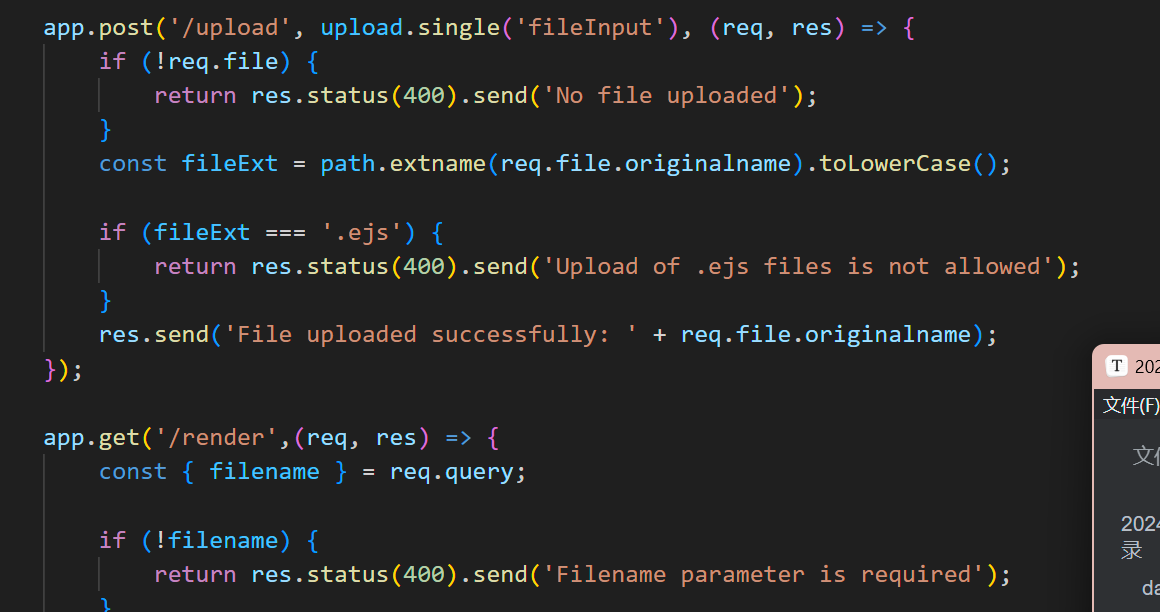 app.post('/upload', upload.single('fileInput'), (req, res) => {
    if (!req.file) {
        return res.status(400).send('No file uploaded');
    }
    const fileExt = path.extname(req.file.originalname).toLowerCase();

    if (fileExt === '.ejs') {
        return res.status(400).send('Upload of .ejs files is not allowed');
    }
    res.send('File uploaded successfully: ' + req.file.originalname);
});

app.get('/render',(req, res) => {
    const { filename } = req.query;

    if (!filename) {
        return res.status(400).send('Filename parameter is required');
    }
T 202
文件(F)
文
2024
录
da